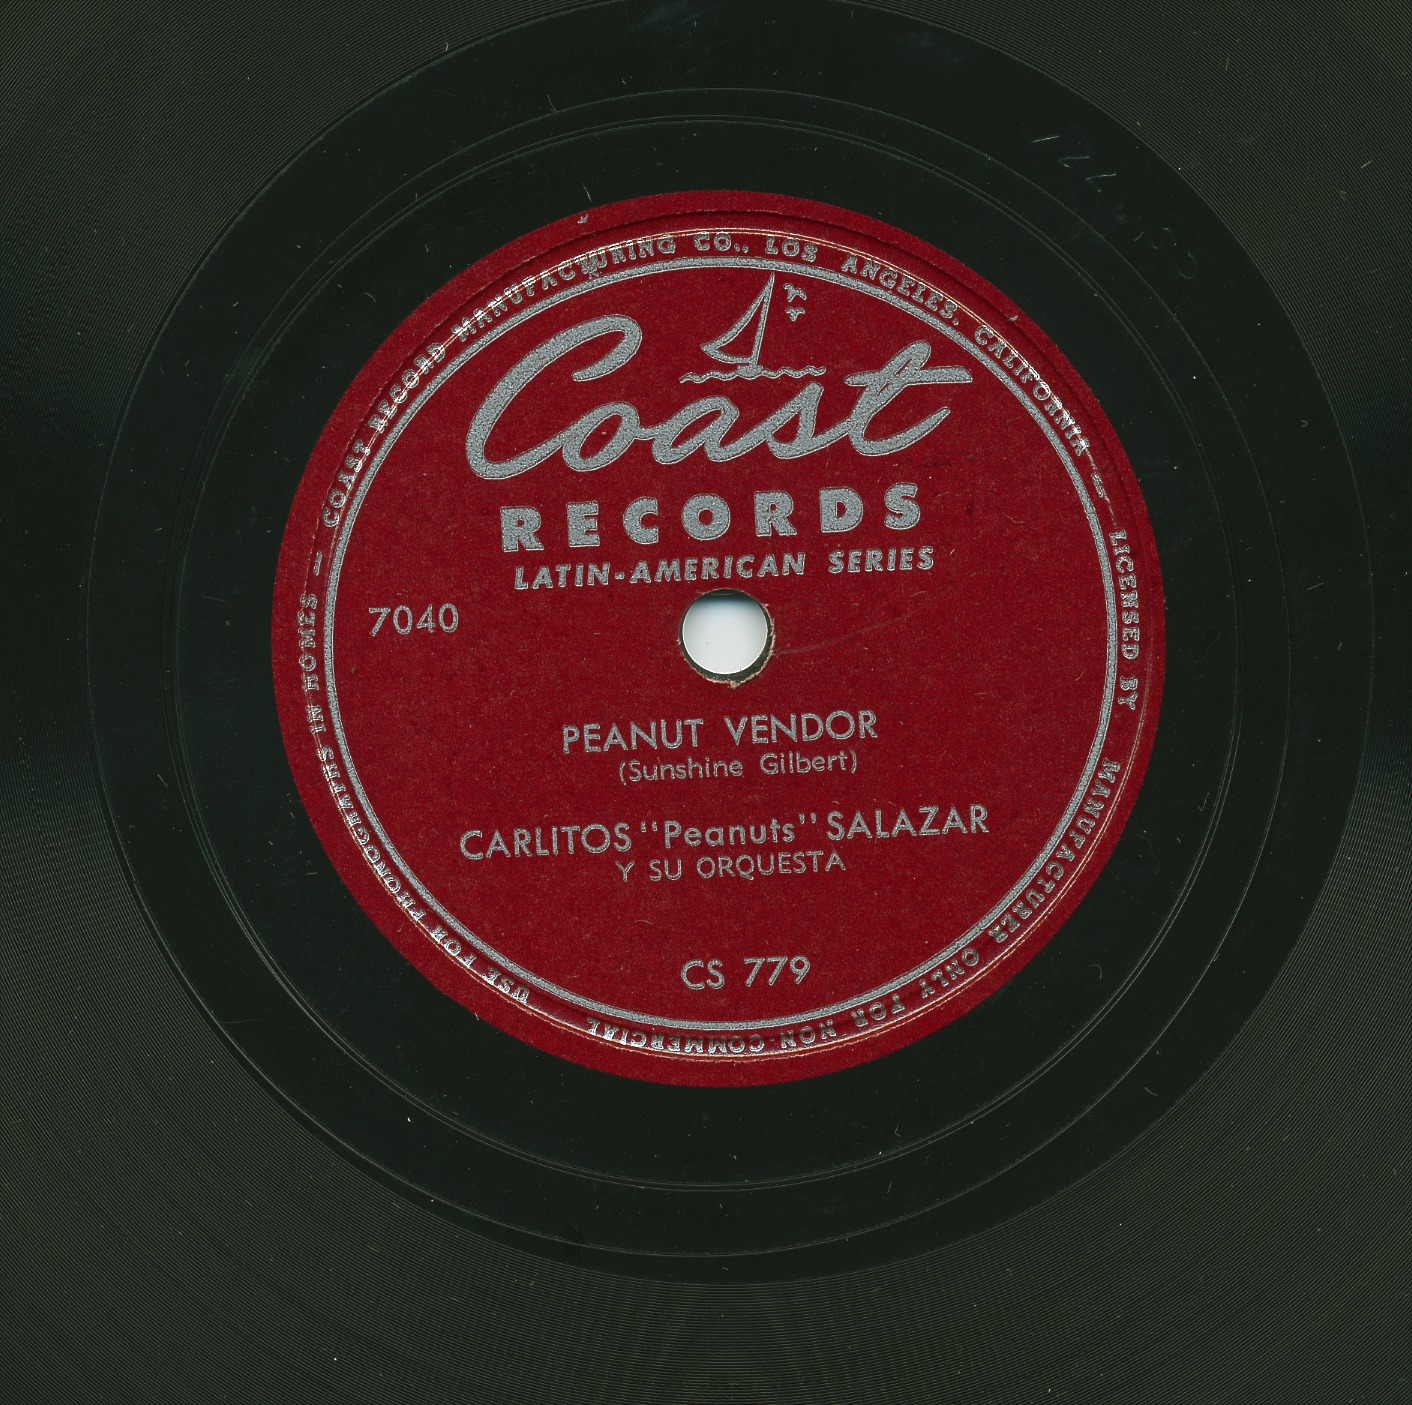 COAST RECORD MANUFACTURING CO., LOS ANGELES, CALIFORNIA — LICENSED BY MANUFACTURER ONLY FOR NON-COMMERCIAL USE FOR PHONOGRAPHS IN HOMES —
Coast
RECORDS
LATIN-AMERICAN SERIES
7040
PEANUT VENDOR
(Sunshine Gilbert)
CARLITOS "Peanuts" SALAZAR
Y SU ORQUESTA
CS 779